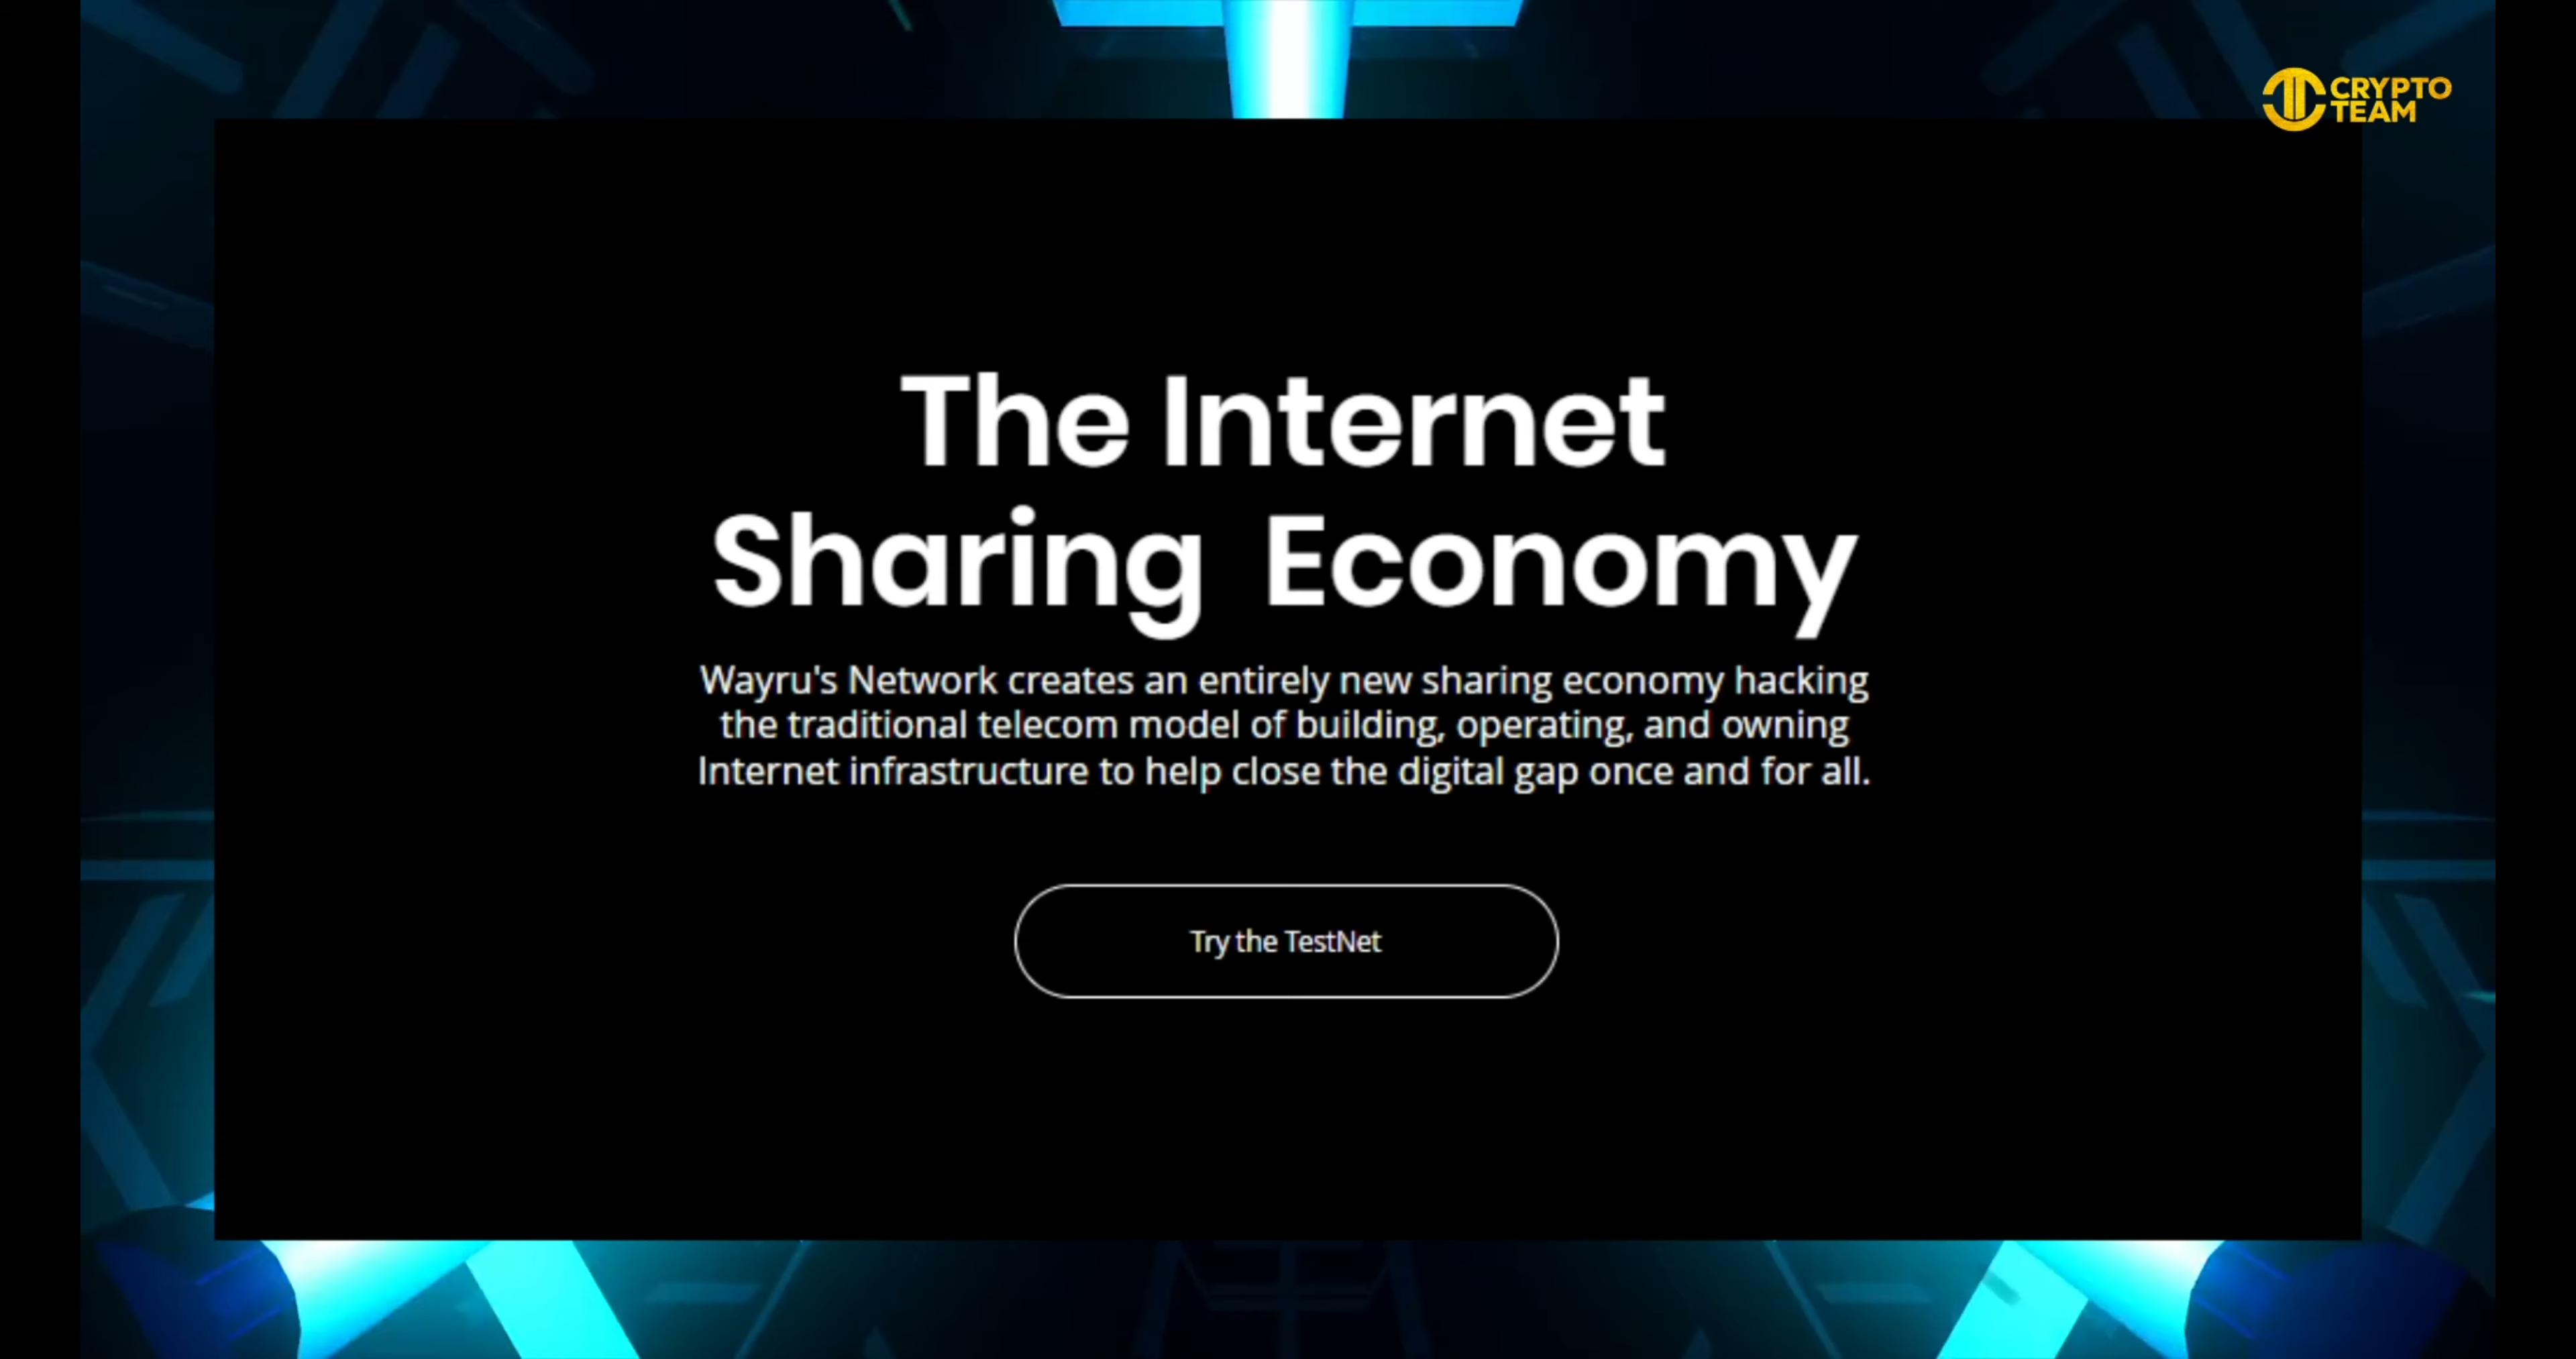 CRYPTO
TEAM
The Internet
Sharing Economy
Wayru's Network creates an entirely new sharing economy hacking
the traditional telecom model of building, operating, and owning
Internet infrastructure to help close the digital gap once and for all.
Try the TestNet